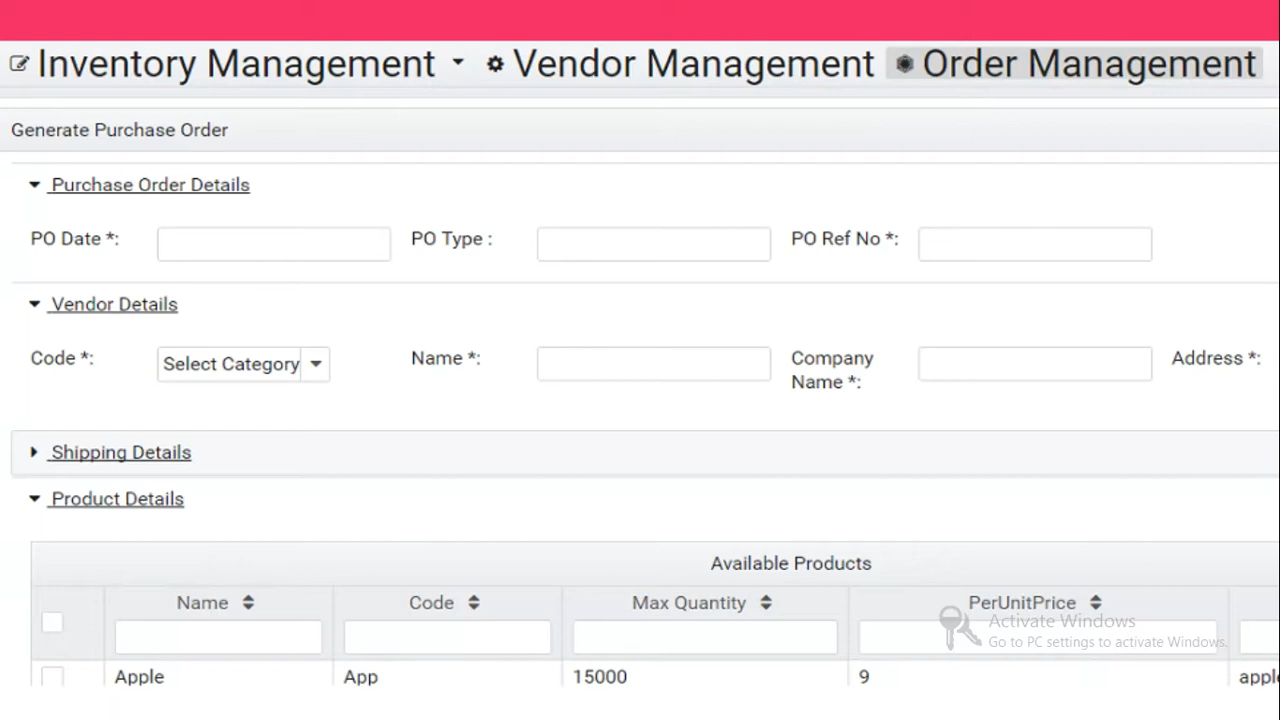 Inventory Management Vendor Management Order Management
Generate Purchase Order
Purchase Order Details
PO Date *: PO Type : PO Ref No *:
Vendor Details
Code *: Select Category Name *: Company Name *: Address *:
Shipping Details
Product Details
Available Products
Name Code Max Quantity PerUnitPrice
Activate Windows
Go to PC settings to activate Windows.
Apple App 15000 9